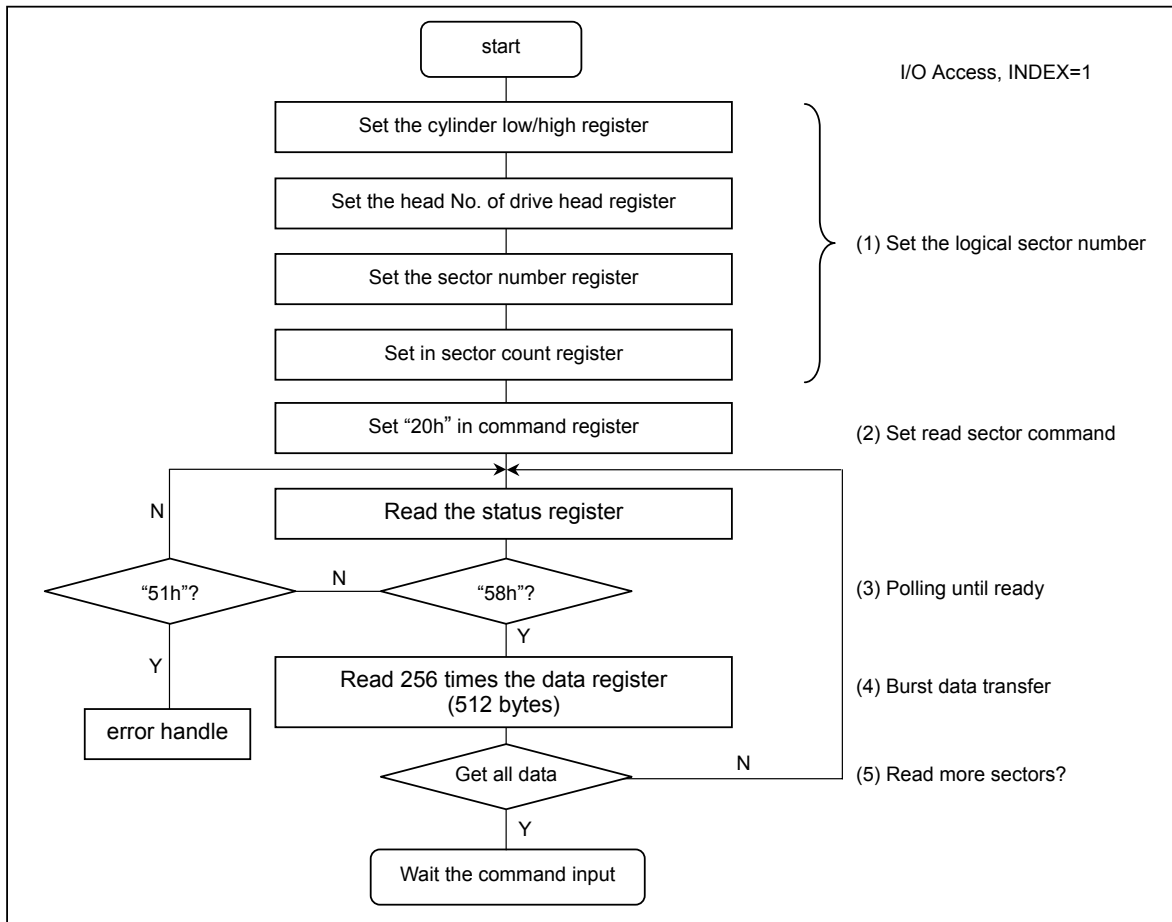 start
I/O Access, INDEX=1
Set the cylinder low/high register
Set the head No. of drive head register
(1) Set the logical sector number
Set the sector number register
Set in sector count register
Set “20h” in command register
(2) Set read sector command
N
Read the status register
“51h”?
N
“58h”?
(3) Polling until ready
Y
Y
Read 256 times the data register
(512 bytes)
(4) Burst data transfer
error handle
Get all data
N
(5) Read more sectors?
Y
Wait the command input